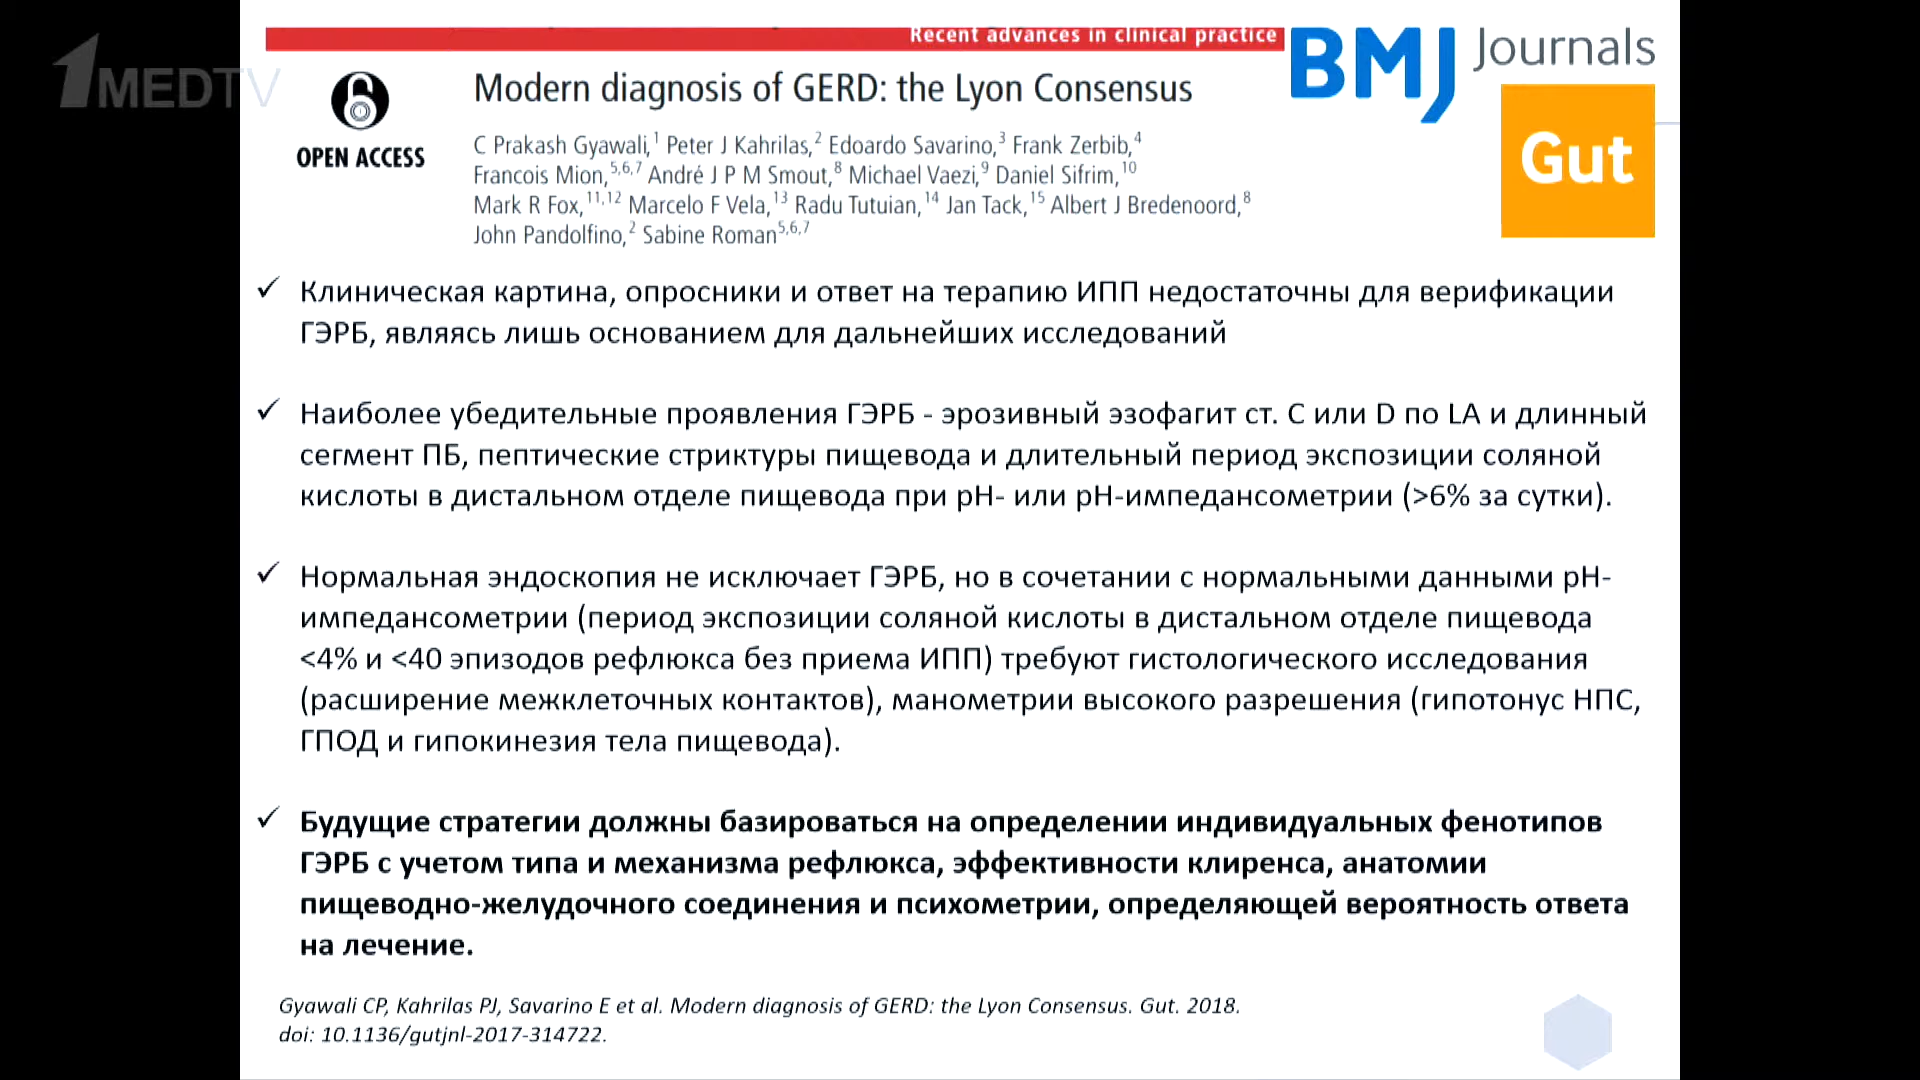 1MEDTV
Recent advances in clinical practice
BMJ Journals
Gut
OPEN ACCESS
Modern diagnosis of GERD: the Lyon Consensus
C Prakash Gyawali,1 Peter J Kahrilas,2 Edoardo Savarino,3 Frank Zerbib,4
Francois Mion,5,6,7 André J P M Smout,8 Michael Vaezi,9 Daniel Sifrim,10
Mark R Fox,11,12 Marcelo F Vela,13 Radu Tutuian,14 Jan Tack,15 Albert J Bredenoord,8
John Pandolfino,2 Sabine Roman5,6,7
✓ Клиническая картина, опросники и ответ на терапию ИПП недостаточны для верификации
ГЭРБ, являясь лишь основанием для дальнейших исследований
✓ Наиболее убедительные проявления ГЭРБ - эрозивный эзофагит ст. C или D по LA и длинный
сегмент ПБ, пептические стриктуры пищевода и длительный период экспозиции соляной
кислоты в дистальном отделе пищевода при pH- или pH-импедансометрии (>6% за сутки).
✓ Нормальная эндоскопия не исключает ГЭРБ, но в сочетании с нормальными данными pH-
импедансометрии (период экспозиции соляной кислоты в дистальном отделе пищевода
<4% и <40 эпизодов рефлюкса без приема ИПП) требуют гистологического исследования
(расширение межклеточных контактов), манометрии высокого разрешения (гипотонус НПС,
ГПОД и гипокинезия тела пищевода).
✓ Будущие стратегии должны базироваться на определении индивидуальных фенотипов
ГЭРБ с учетом типа и механизма рефлюкса, эффективности клиренса, анатомии
пищеводно-желудочного соединения и психометрии, определяющей вероятность ответа
на лечение.
Gyawali CP, Kahrilas PJ, Savarino E et al. Modern diagnosis of GERD: the Lyon Consensus. Gut. 2018.
doi: 10.1136/gutjnl-2017-314722.